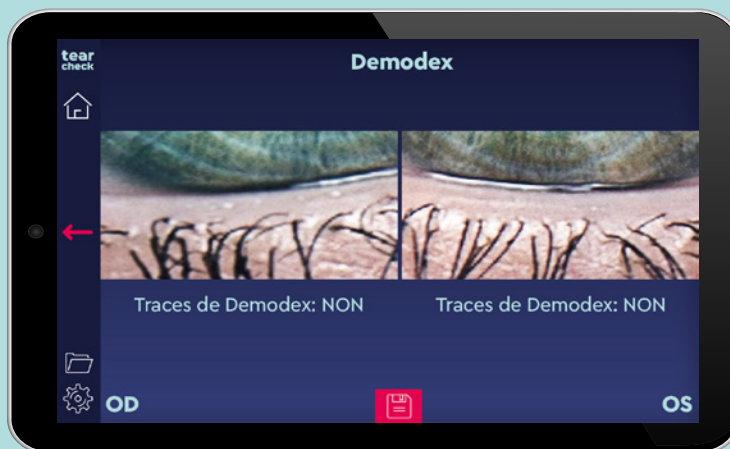 tear
check
Demodex
Traces de Demodex: NON
Traces de Demodex: NON
OD
OS